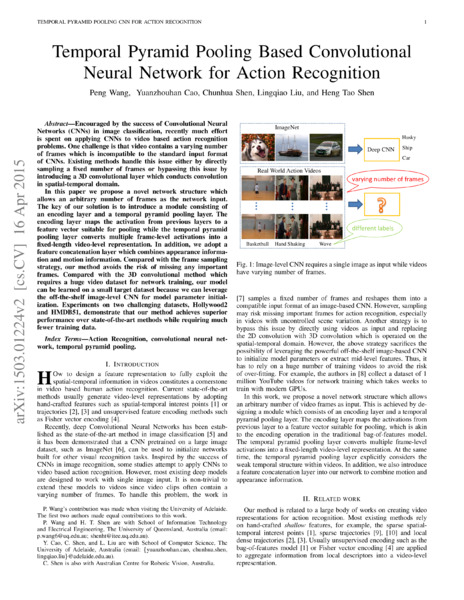 TEMPORAL PYRAMID POOLING CNN FOR ACTION RECOGNITION 1
Temporal Pyramid Pooling Based Convolutional
Neural Network for Action Recognition
Peng Wang, Yuanzhouhan Cao, Chunhua Shen, Lingqiao Liu, and Heng Tao Shen
arXiv:1503.01224v2 [cs.CV] 16 Apr 2015
Abstract—Encouraged by the success of Convolutional Neural
Networks (CNNs) in image classification, recently much effort
is spent on applying CNNs to video based action recognition
problems. One challenge is that video contains a varying number
of frames which is incompatible to the standard input format
of CNNs. Existing methods handle this issue either by directly
sampling a fixed number of frames or bypassing this issue by
introducing a 3D convolutional layer which conducts convolution
in spatial-temporal domain.
In this paper we propose a novel network structure which
allows an arbitrary number of frames as the network input.
The key of our solution is to introduce a module consisting of
an encoding layer and a temporal pyramid pooling layer. The
encoding layer maps the activation from previous layers to a
feature vector suitable for pooling while the temporal pyramid
pooling layer converts multiple frame-level activations into a
fixed-length video-level representation. In addition, we adopt a
feature concatenation layer which combines appearance informa-
tion and motion information. Compared with the frame sampling
strategy, our method avoids the risk of missing any important
frames. Compared with the 3D convolutional method which
requires a huge video dataset for network training, our model can
be learned on a small target dataset because we can leverage
the off-the-shelf image-level CNN for model parameter initial-
ization. Experiments on two challenging datasets, Hollywood2
and HMDB51, demonstrate that our method achieves superior
performance over state-of-the-art methods while requiring much
fewer training data.
Index Terms—Action Recognition, convolutional neural net-
work, temporal pyramid pooling.
I. INTRODUCTION
How to design a feature representation to fully exploit the
spatial-temporal information in videos constitutes a cornerstone
in video based human action recognition. Current state-of-the-art
methods usually generate video-level representations by adopting
hand-crafted features such as spatial-temporal interest points [1] or
trajectories [2], [3] and unsupervised feature encoding methods such
as Fisher vector encoding [4].
Recently, deep Convolutional Neural Networks has been estab-
lished as the state-of-the-art method in image classification [5] and
it has been demonstrated that a CNN pretrained on a large image
dataset, such as ImageNet [6], can be used to initialize networks
built for other visual recognition tasks. Inspired by the success of
CNNs in image recognition, some studies attempt to apply CNNs to
video based action recognition. However, most existing deep models
are designed to work with single image input. It is non-trivial to
extend these models to videos since video clips often contain a
varying number of frames. To handle this problem, the work in
P. Wang's contribution was made when visiting the University of Adelaide.
The first two authors made equal contributions to this work.
P. Wang and H. T. Shen are with School of Information Technology
and Electrical Engineering, The University of Queensland, Australia (email:
p.wang6@uq.edu.au; shenht@itee.uq.edu.au).
Y. Cao, C. Shen, and L. Liu are with School of Computer Science, The
University of Adelaide, Australia (email: {yuanzhouhan.cao, chunhua.shen,
lingqiao.liu}@adelaide.edu.au).
C. Shen is also with Australian Centre for Robotic Vision, Australia.
ImageNet
Deep CNN
Husky
Ship
Car
Real World Action Videos
varying number of frames
?
different labels
Basketball Hand Shaking Wave
Fig. 1: Image-level CNN requires a single image as input while videos
have varying number of frames.
[7] samples a fixed number of frames and reshapes them into a
compatible input format of an image-based CNN. However, sampling
may risk missing important frames for action recognition, especially
in videos with uncontrolled scene variation. Another strategy is to
bypass this issue by directly using videos as input and replacing
the 2D convolution with 3D convolution which is operated on the
spatial-temporal domain. However, the above strategy sacrifices the
possibility of leveraging the powerful off-the-shelf image-based CNN
to initialize model parameters or extract mid-level features. Thus, it
has to rely on a huge number of training videos to avoid the risk
of over-fitting. For example, the authors in [8] collect a dataset of 1
million YouTube videos for network training which takes weeks to
train with modern GPUs.
In this work, we propose a novel network structure which allows
an arbitrary number of video frames as input. This is achieved by de-
signing a module which consists of an encoding layer and a temporal
pyramid pooling layer. The encoding layer maps the activations from
previous layer to a feature vector suitable for pooling, which is akin
to the encoding operation in the traditional bag-of-features model.
The temporal pyramid pooling layer converts multiple frame-level
activations into a fixed-length video-level representation. At the same
time, the temporal pyramid pooling layer explicitly considers the
weak temporal structure within videos. In addition, we also introduce
a feature concatenation layer into our network to combine motion and
appearance information.
II. RELATED WORK
Our method is related to a large body of works on creating video
representations for action recognition. Most existing methods rely
on hand-crafted shallow features, for example, the sparse spatial-
temporal interest points [1], sparse trajectories [9], [10] and local
dense trajectories [2], [3]. Usually unsupervised encoding such as the
bag-of-features model [1] or Fisher vector encoding [4] are applied
to aggregate information from local descriptors into a video-level
representation.